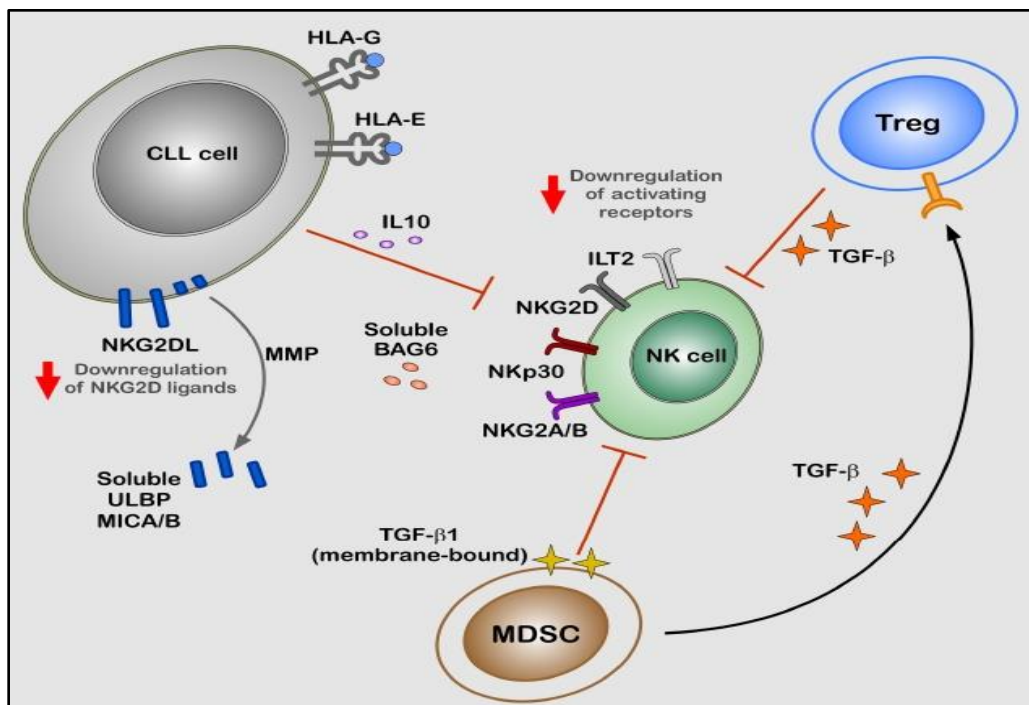 HLA-G
HLA-E
CLL cell
Treg
Downregulation
of activating
receptors
IL10
TGF-β
ILT2
NKG2D
NKG2DL
MMP
Soluble
BAG6
NK cell
NKp30
Downregulation
of NKG2D ligands
NKG2A/B
Soluble
ULBP
MICA/B
TGF-β
TGF-β1
(membrane-bound)
MDSC